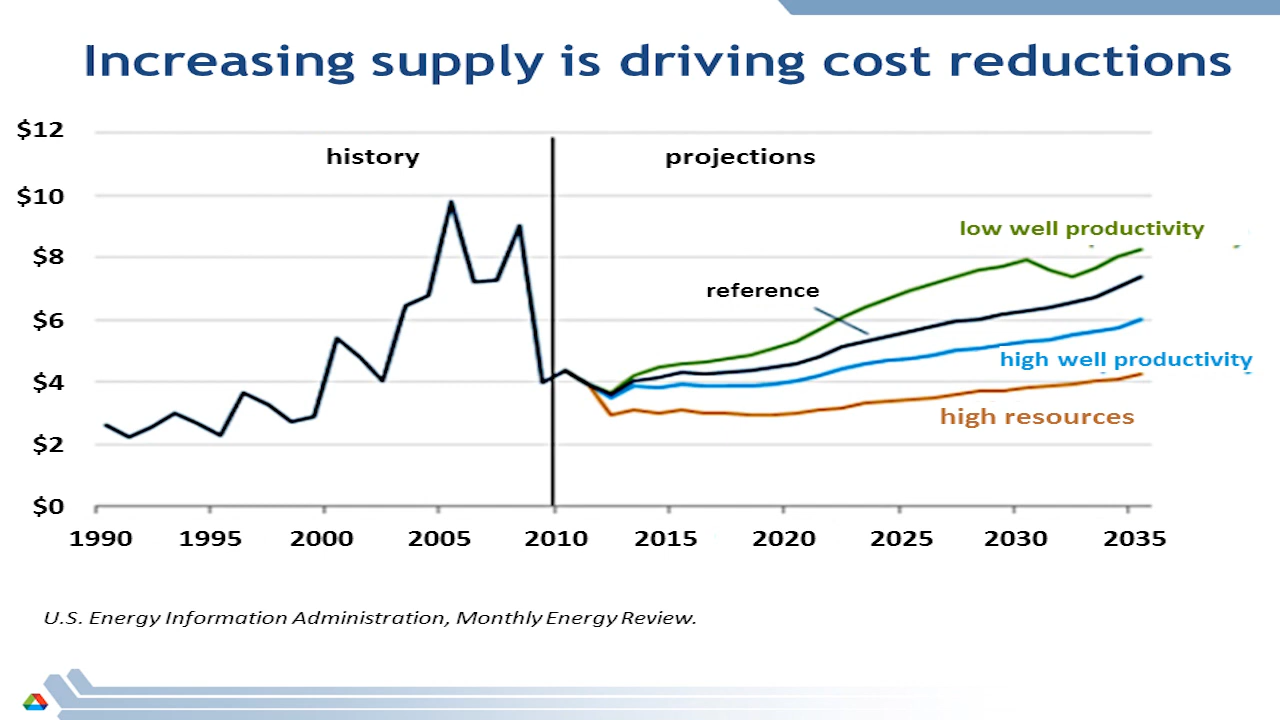 Increasing supply is driving cost reductions
$12
history
projections
$10
low well productivity
$8
reference
$6
high well productivity
$4
high resources
$2
$0
1990 1995 2000 2005 2010 2015 2020 2025 2030 2035
U.S. Energy Information Administration, Monthly Energy Review.